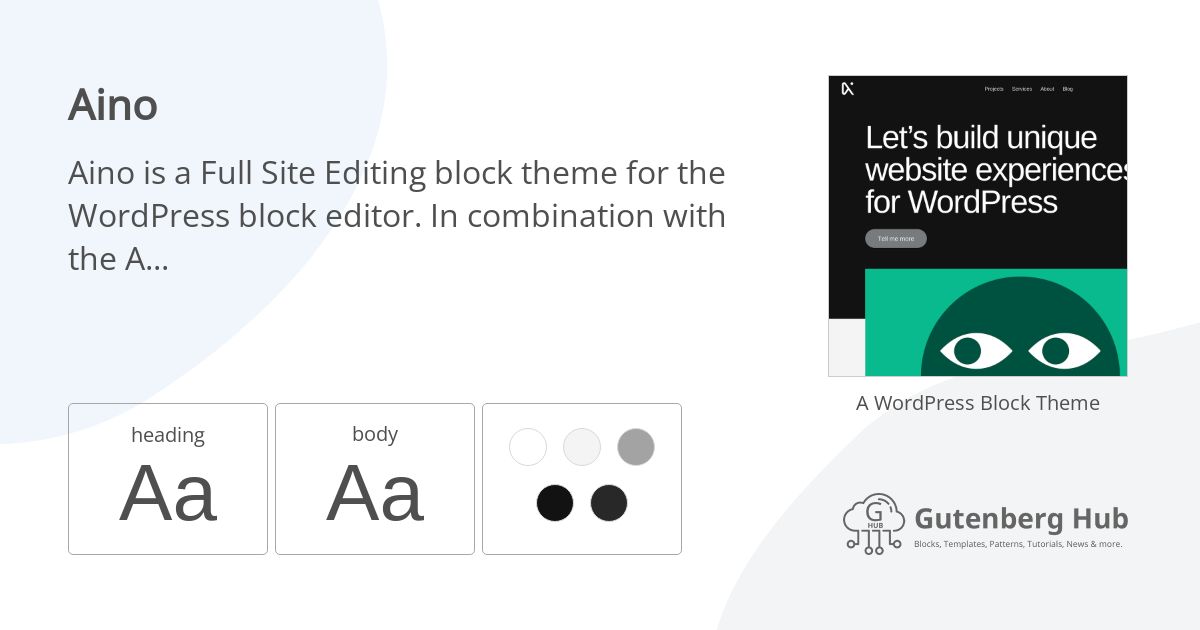 Aino
Aino is a Full Site Editing block theme for the
WordPress block editor. In combination with
the A...
heading
Aa
body
Aa
Projects Services About Blog
Let's build unique
website experiences
for WordPress
Tell me more
A WordPress Block Theme
G
HUB
Gutenberg Hub
Blocks, Templates, Patterns, Tutorials, News & more.